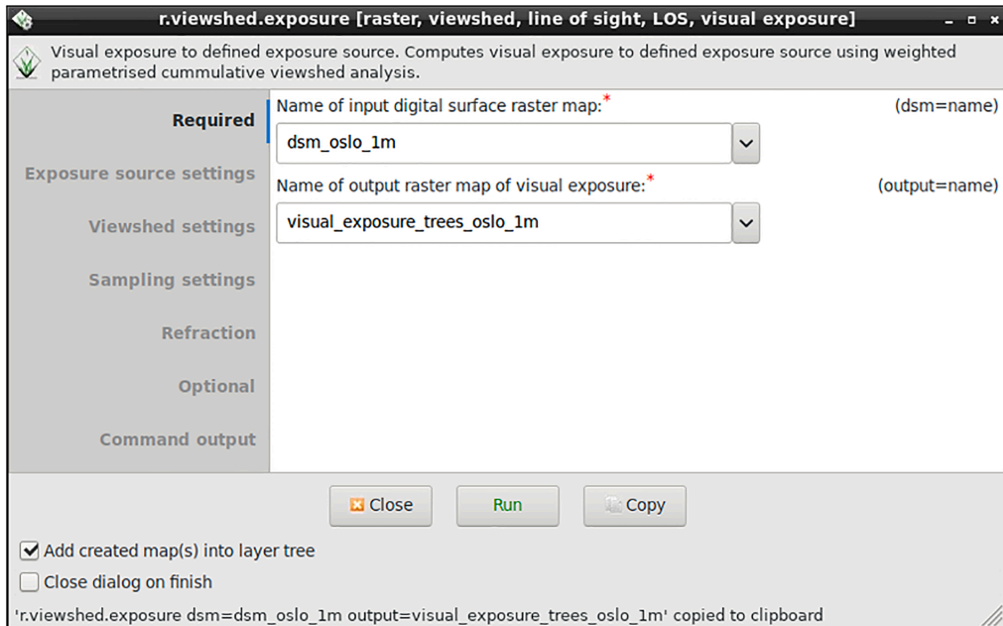 r.viewshed.exposure [raster, viewshed, line of sight, LOS, visual exposure]
Visual exposure to defined exposure source. Computes visual exposure to defined exposure source using weighted
parametrised cummulative viewshed analysis.
Required
Exposure source settings
Viewshed settings
Sampling settings
Refraction
Optional
Command output
Name of input digital surface raster map:* (dsm=name)
dsm_oslo_1m
Name of output raster map of visual exposure:* (output=name)
visual_exposure_trees_oslo_1m
Close Run Copy
Add created map(s) into layer tree
Close dialog on finish
'r.viewshed.exposure dsm=dsm_oslo_1m output=visual_exposure_trees_oslo_1m' copied to clipboard